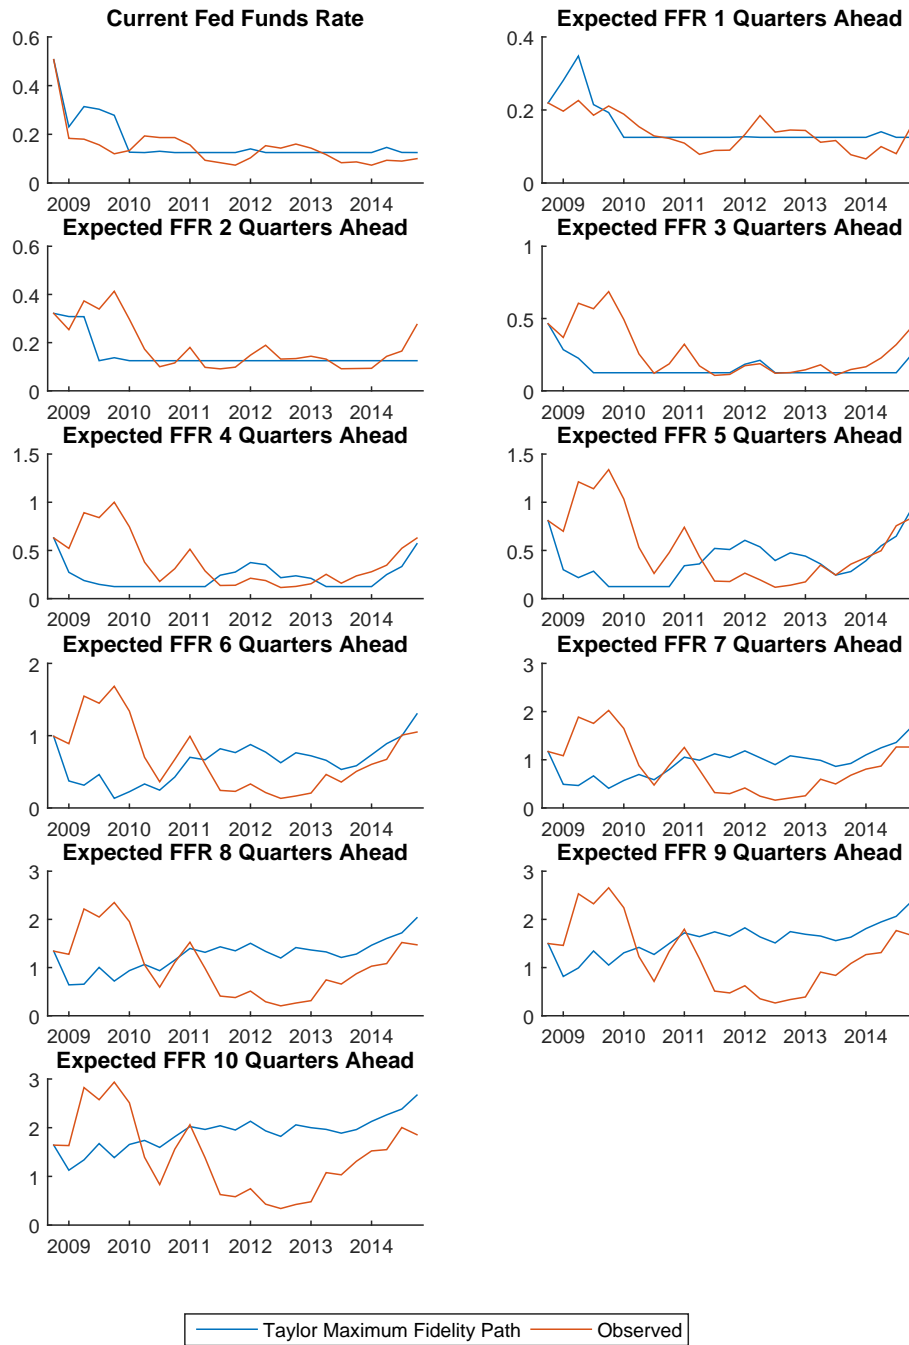 Current Fed Funds Rate
0.6
0.4
0.2
0
2009 2010 2011 2012 2013 2014
Expected FFR 1 Quarters Ahead
0.4
0.2
0
2009 2010 2011 2012 2013 2014
Expected FFR 2 Quarters Ahead
0.6
0.4
0.2
0
2009 2010 2011 2012 2013 2014
Expected FFR 3 Quarters Ahead
1
0.5
0
2009 2010 2011 2012 2013 2014
Expected FFR 4 Quarters Ahead
1.5
1
0.5
0
2009 2010 2011 2012 2013 2014
Expected FFR 5 Quarters Ahead
1.5
1
0.5
0
2009 2010 2011 2012 2013 2014
Expected FFR 6 Quarters Ahead
2
1
0
2009 2010 2011 2012 2013 2014
Expected FFR 7 Quarters Ahead
3
2
1
0
2009 2010 2011 2012 2013 2014
Expected FFR 8 Quarters Ahead
3
2
1
0
2009 2010 2011 2012 2013 2014
Expected FFR 9 Quarters Ahead
3
2
1
0
2009 2010 2011 2012 2013 2014
Expected FFR 10 Quarters Ahead
3
2
1
0
2009 2010 2011 2012 2013 2014
Taylor Maximum Fidelity Path Observed